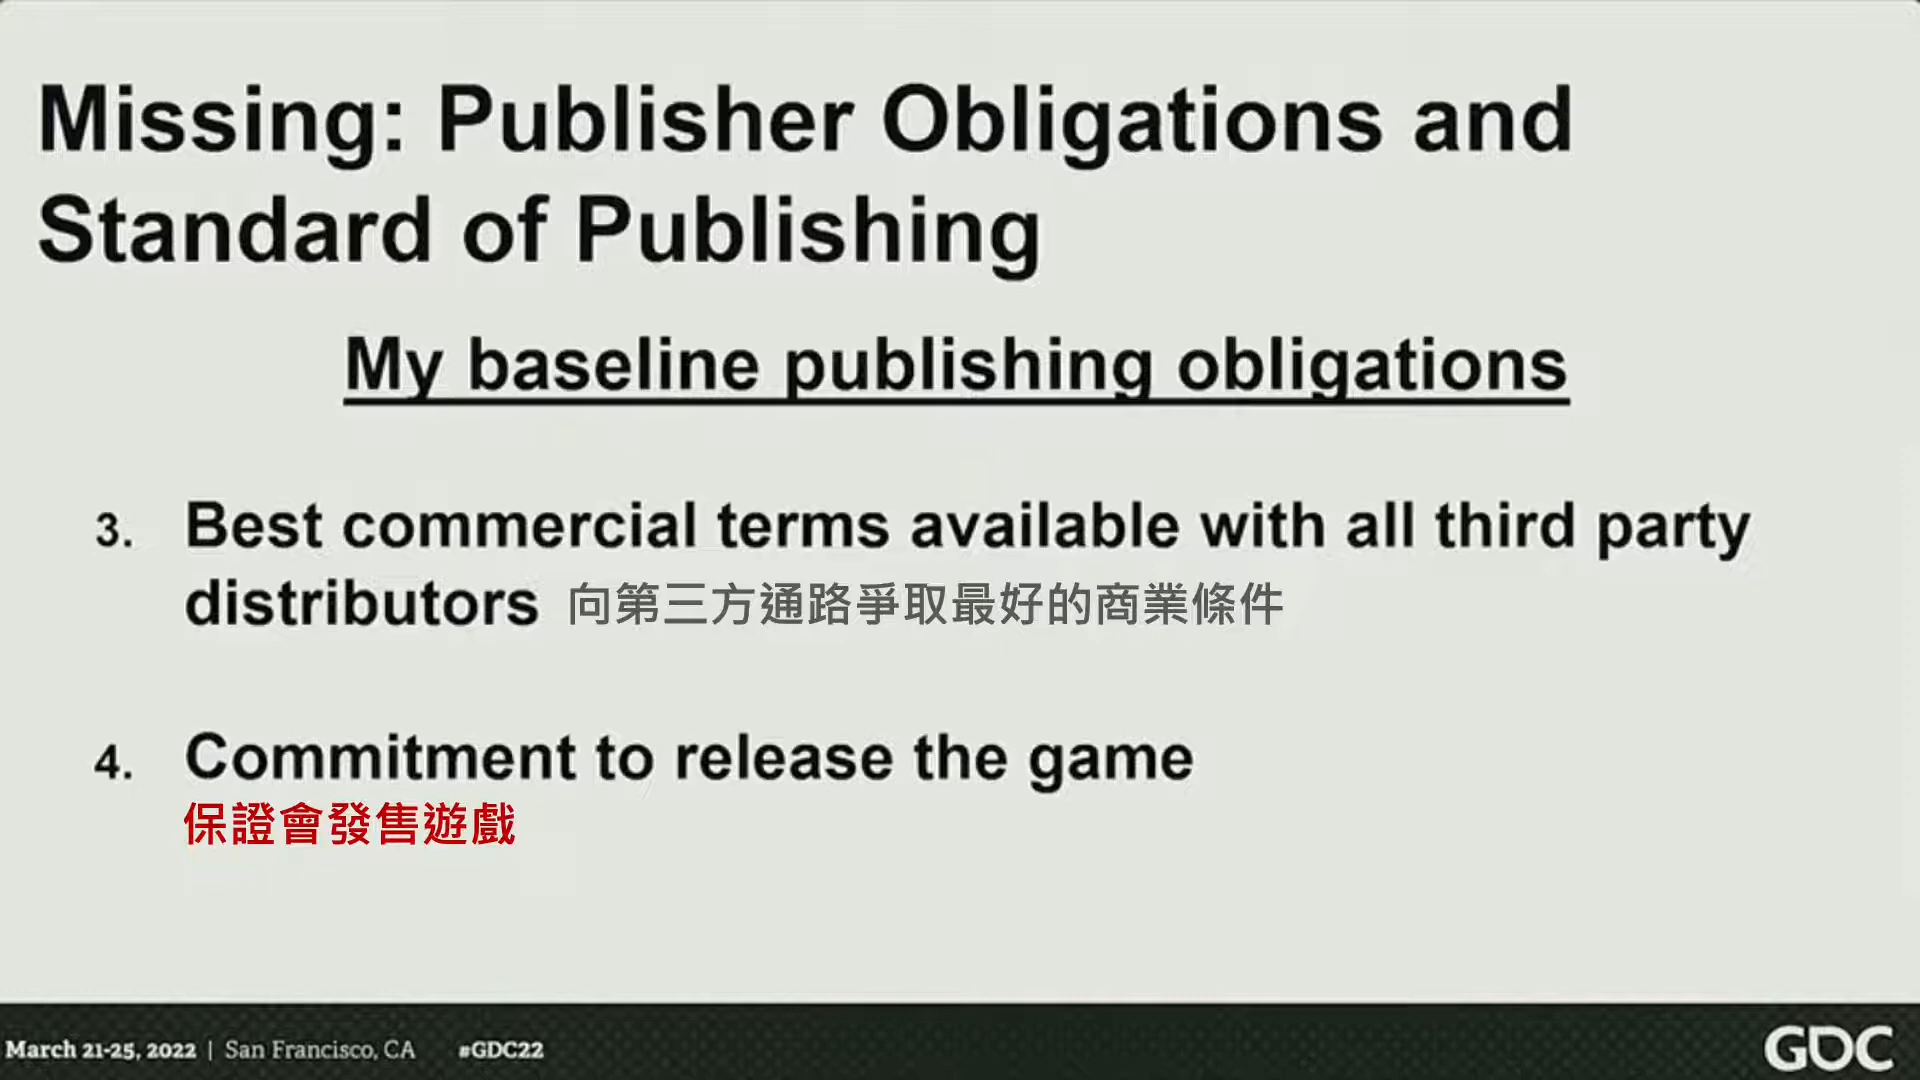 Missing: Publisher Obligations and
Standard of Publishing
My baseline publishing obligations
3. Best commercial terms available with all third party
distributors 向第三方通路爭取最好的商業條件
4. Commitment to release the game
保證會發售遊戲
March 21-25, 2022 | San Francisco, CA #GDC22
GDC